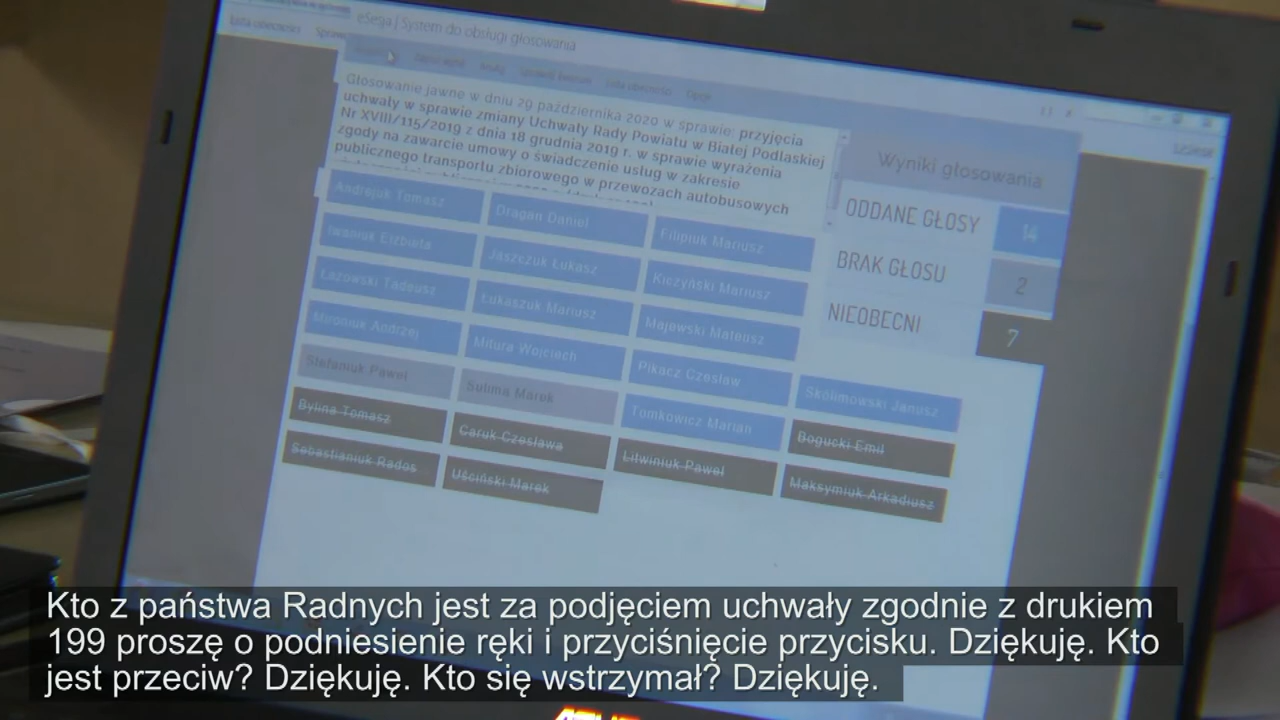 eSesja | System do obsługi głosowania
Lista obecności
Głosowanie jawne w dniu 29 października 2020 w sprawie: przyjęcia
uchwały w sprawie zmiany Uchwały Rady Powiatu w Białej Podlaskiej
Nr XVIII/115/2019 z dnia 18 grudnia 2019 r. w sprawie wyrażenia
zgody na zawarcie umowy o świadczenie usług w zakresie
publicznego transportu zbiorowego w przewozach autobusowych
Wyniki głosowania
ODDANE GŁOSY 14
BRAK GŁOSU 2
NIEOBECNI 7
Andrejuk Tomasz Dragan Daniel Filipiuk Mariusz
Iwaniuk Elżbieta Jaszczuk Łukasz Kiczyński Mariusz
Łazowski Tadeusz Łukaszuk Mariusz Majewski Mateusz
Mironiuk Andrzej Mitura Wojciech Pikacz Czesław Skolimowski Janusz
Stefaniuk Paweł Sulima Marek Tomkowicz Marian Bogucki Emil
Bylina Tomasz Caruk Czesława Litwiniuk Paweł Maksymiuk Arkadiusz
Sebastianiuk Rados Uściński Marek
Kto z państwa Radnych jest za podjęciem uchwały zgodnie z drukiem
199 proszę o podniesienie ręki i przyciśnięcie przycisku. Dziękuję. Kto
jest przeciw? Dziękuję. Kto się wstrzymał? Dziękuję.